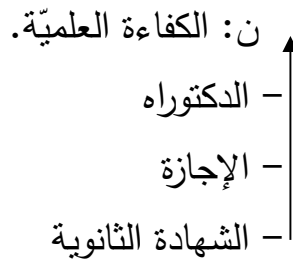 ن: الكفاءة العلميّة.
– الدكتوراه
– الإجازة
– الشهادة الثانوية